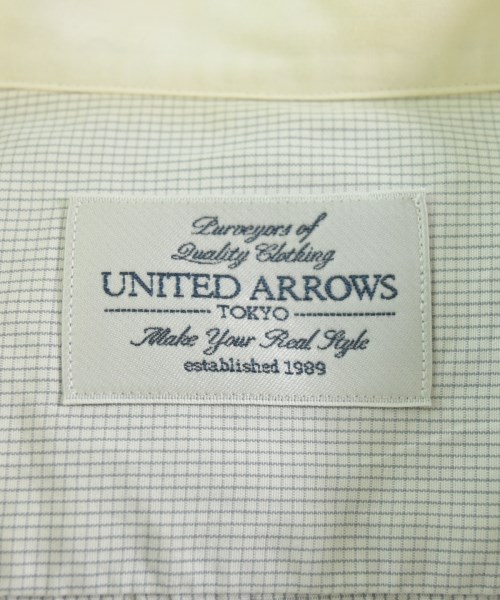 Purveyors of
Quality Clothing
UNITED ARROWS
TOKYO
Make Your Real Style
established 1989